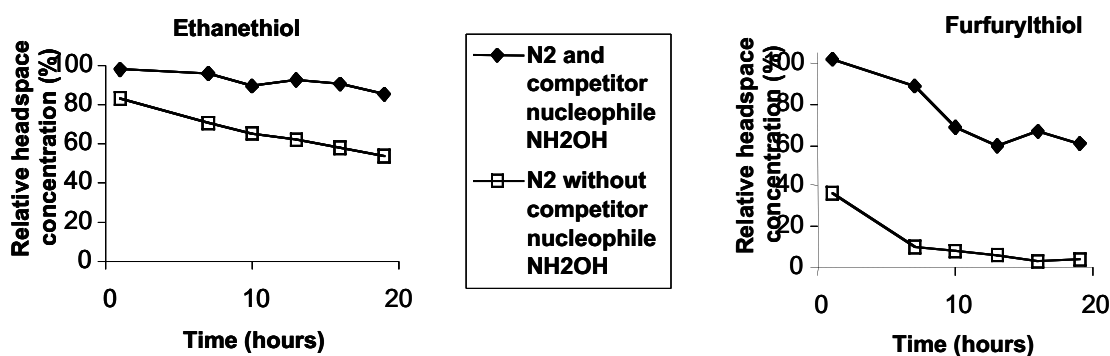 Ethanethiol
Relative headspace
concentration (%)
100
80
60
40
20
0
0
10
20
Time (hours)
N2 and
competitor
nucleophile
NH2OH
N2 without
competitor
nucleophile
NH2OH
Furfurylthiol
Relative headspace
concentration (%)
100
80
60
40
20
0
0
10
20
Time (hours)